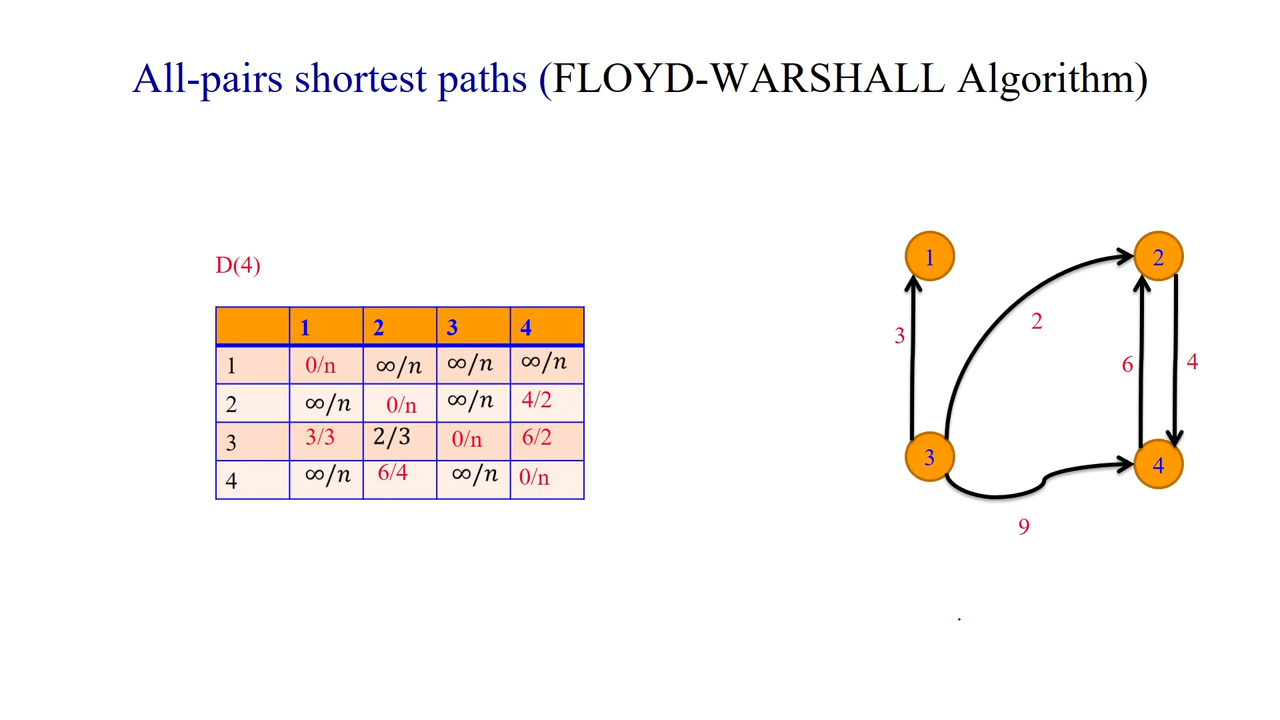 All-pairs shortest paths (FLOYD-WARSHALL Algorithm)
D(4)
1 2 3 4
1 0/n ∞/n ∞/n ∞/n
2 ∞/n 0/n ∞/n 4/2
3 3/3 2/3 0/n 6/2
4 ∞/n 6/4 ∞/n 0/n
1 2
2
3 6 4
3 4
9